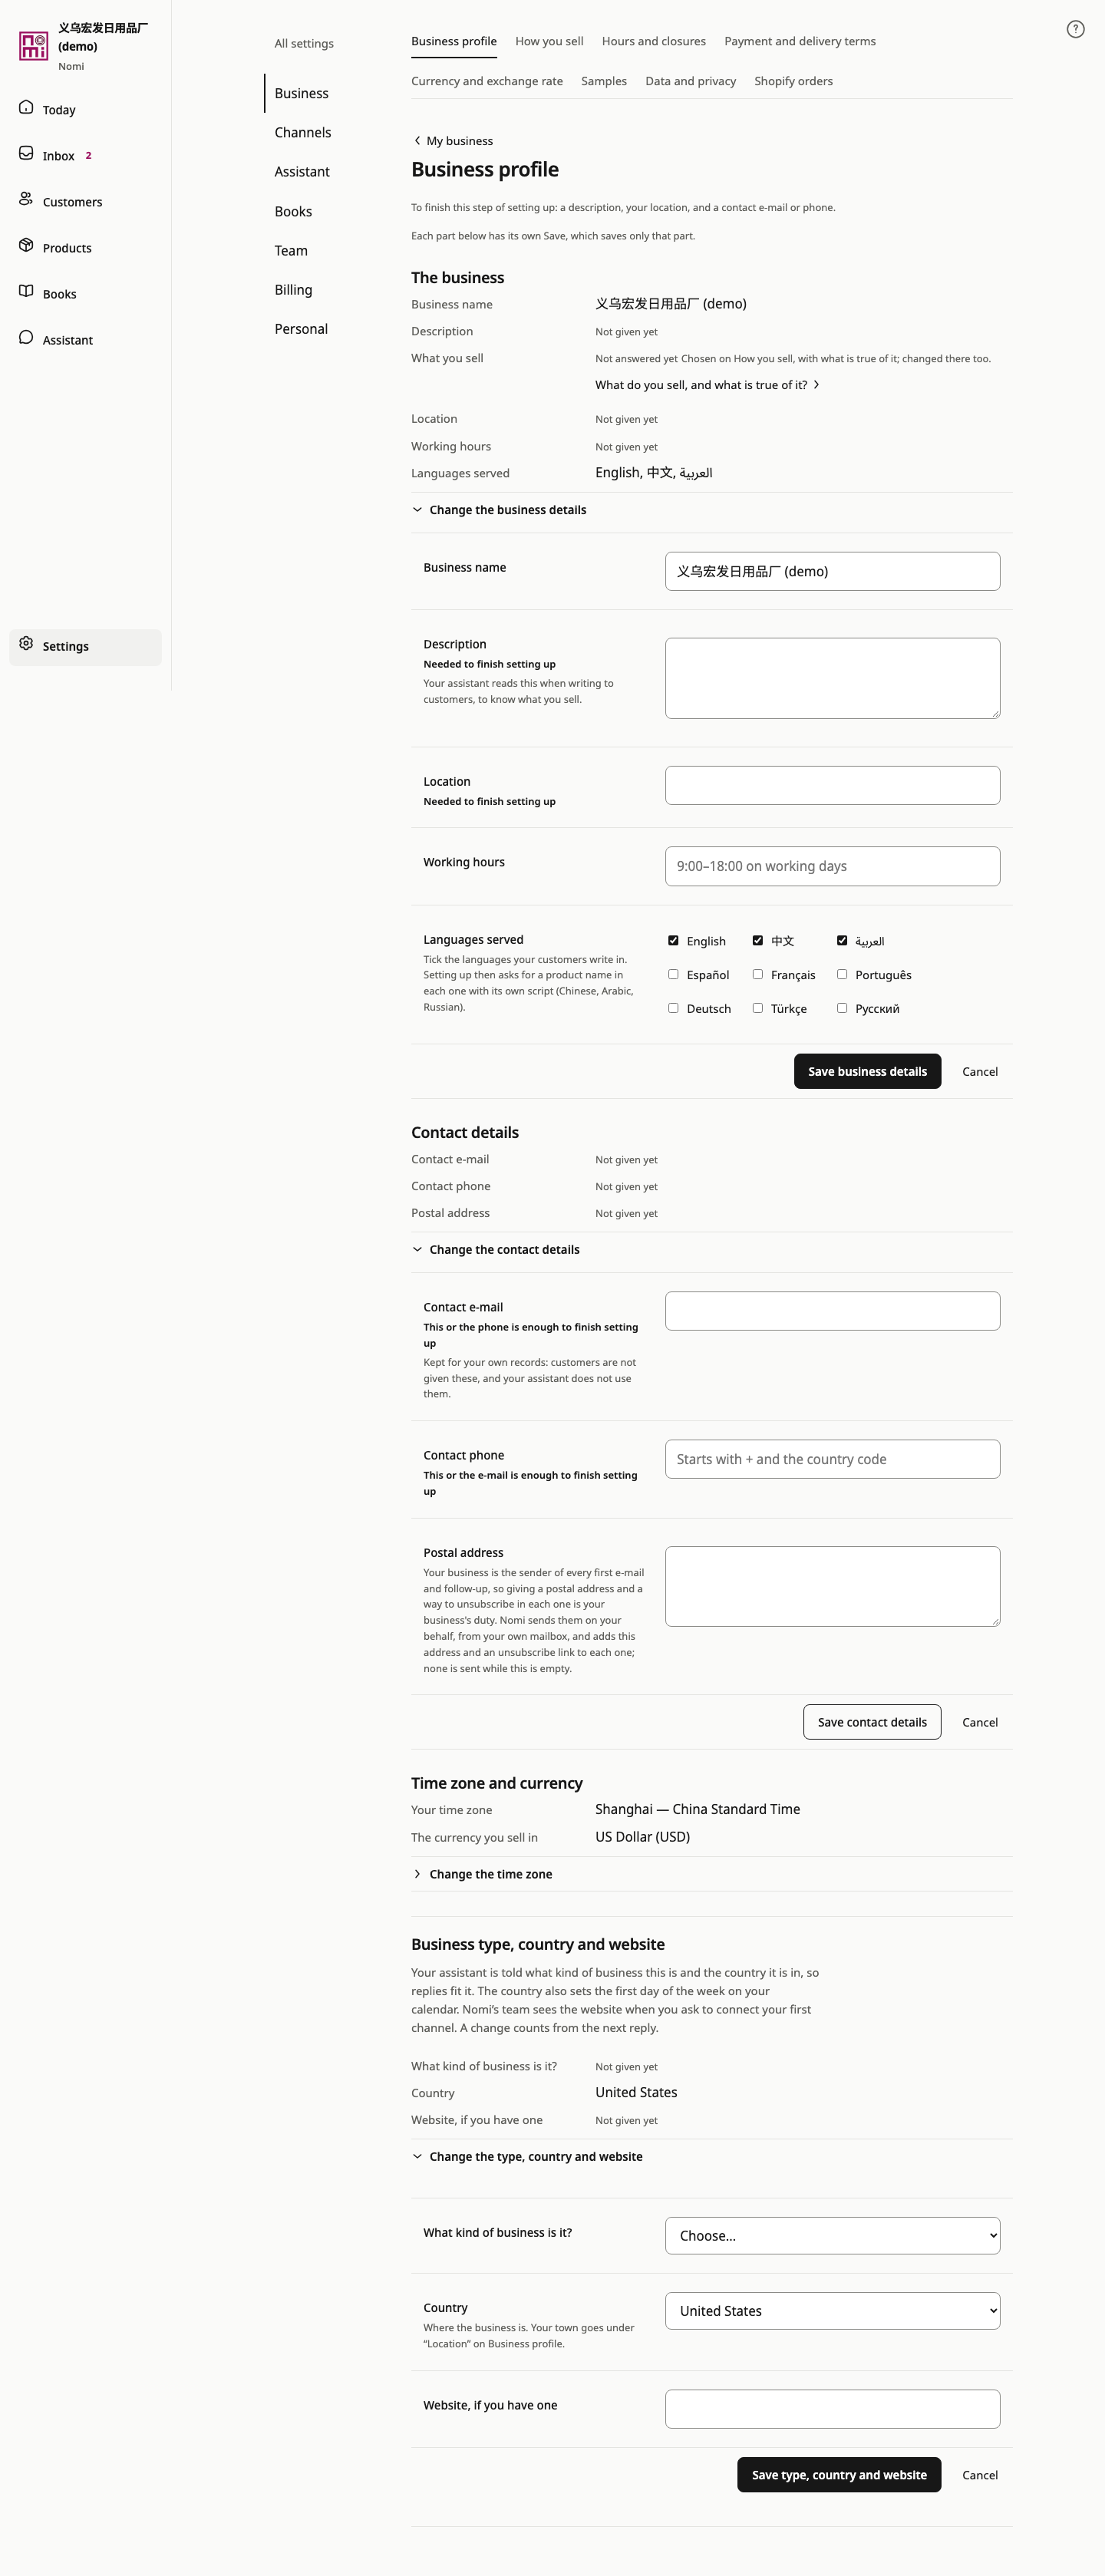 义乌宏发日用品厂
(demo)
Nomi
Today
Inbox 2
Customers
Products
Books
Assistant
Settings
All settings
Business
Channels
Assistant
Books
Team
Billing
Personal
Business profile How you sell Hours and closures Payment and delivery terms
Currency and exchange rate Samples Data and privacy Shopify orders
My business
Business profile
To finish this step of setting up: a description, your location, and a contact e-mail or phone.
Each part below has its own Save, which saves only that part.
The business
Business name 义乌宏发日用品厂 (demo)
Description Not given yet
What you sell Not answered yet Chosen on How you sell, with what is true of it; changed there too.
What do you sell, and what is true of it?
Location Not given yet
Working hours Not given yet
Languages served English, 中文, العربية
Change the business details
Business name 义乌宏发日用品厂 (demo)
Description
Needed to finish setting up
Your assistant reads this when writing to
customers, to know what you sell.
Location
Needed to finish setting up
Working hours 9:00–18:00 on working days
Languages served
Tick the languages your customers write in.
Setting up then asks for a product name in
each one with its own script (Chinese, Arabic,
Russian).
English 中文 العربية
Español Français Português
Deutsch Türkçe Русский
Save business details Cancel
Contact details
Contact e-mail Not given yet
Contact phone Not given yet
Postal address Not given yet
Change the contact details
Contact e-mail
This or the phone is enough to finish setting
up
Kept for your own records: customers are not
given these, and your assistant does not use
them.
Contact phone Starts with + and the country code
This or the e-mail is enough to finish setting
up
Postal address
Your business is the sender of every first e-mail
and follow-up, so giving a postal address and a
way to unsubscribe in each one is your
business's duty. Nomi sends them on your
behalf, from your own mailbox, and adds this
address and an unsubscribe link to each one;
none is sent while this is empty.
Save contact details Cancel
Time zone and currency
Your time zone Shanghai — China Standard Time
The currency you sell in US Dollar (USD)
Change the time zone
Business type, country and website
Your assistant is told what kind of business this is and the country it is in, so
replies fit it. The country also sets the first day of the week on your
calendar. Nomi’s team sees the website when you ask to connect your first
channel. A change counts from the next reply.
What kind of business is it? Not given yet
Country United States
Website, if you have one Not given yet
Change the type, country and website
What kind of business is it? Choose...
Country United States
Where the business is. Your town goes under
“Location” on Business profile.
Website, if you have one
Save type, country and website Cancel